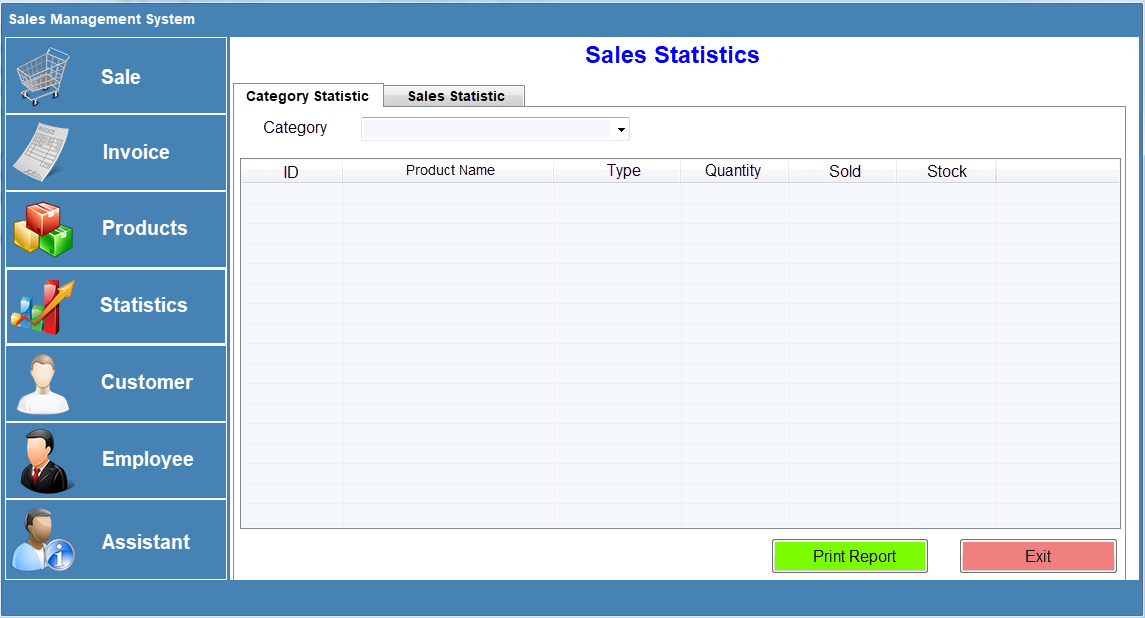 Sales Management System
Sale
Invoice
Products
Statistics
Customer
Employee
Assistant
Sales Statistics
Category Statistic
Sales Statistic
Category
ID Product Name Type Quantity Sold Stock
Print Report
Exit